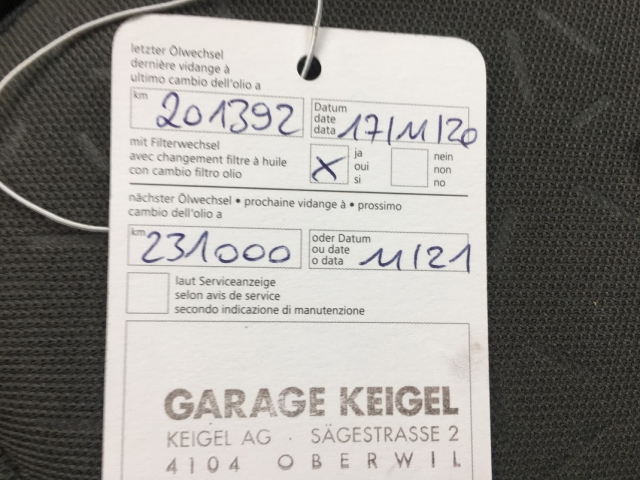 letzter Ölwechsel
dernière vidange à
ultimo cambio dell'olio a
km 201392
Datum
date
data 17/11/20
mit Filterwechsel
avec changement filtre à huile
con cambio filtro olio
X
ja
oui
si
nein
non
no
nächster Ölwechsel • prochaine vidange à • prossimo
cambio dell'olio a
km 231000
oder Datum
ou date
o data 11/21
laut Serviceanzeige
selon avis de service
secondo indicazione di manutenzione
GARAGE KEIGEL
KEIGEL AG · SÄGESTRASSE 2
4104 OBERWIL